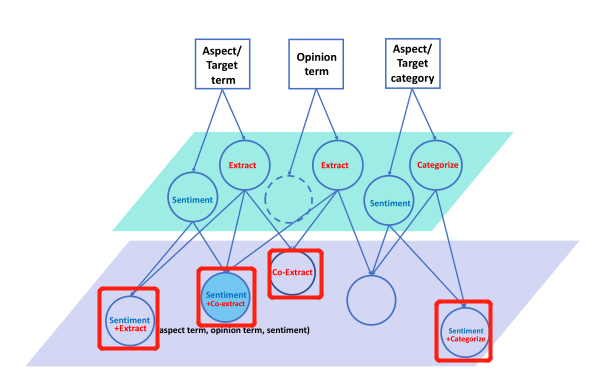 Aspect/
Target
term
Opinion
term
Aspect/
Target
category
Extract
Extract
Categorize
Sentiment
Sentiment
Co-Extract
Sentiment
+Co-extract
Sentiment
+Extract
(aspect term, opinion term, sentiment)
Sentiment
+Categorize